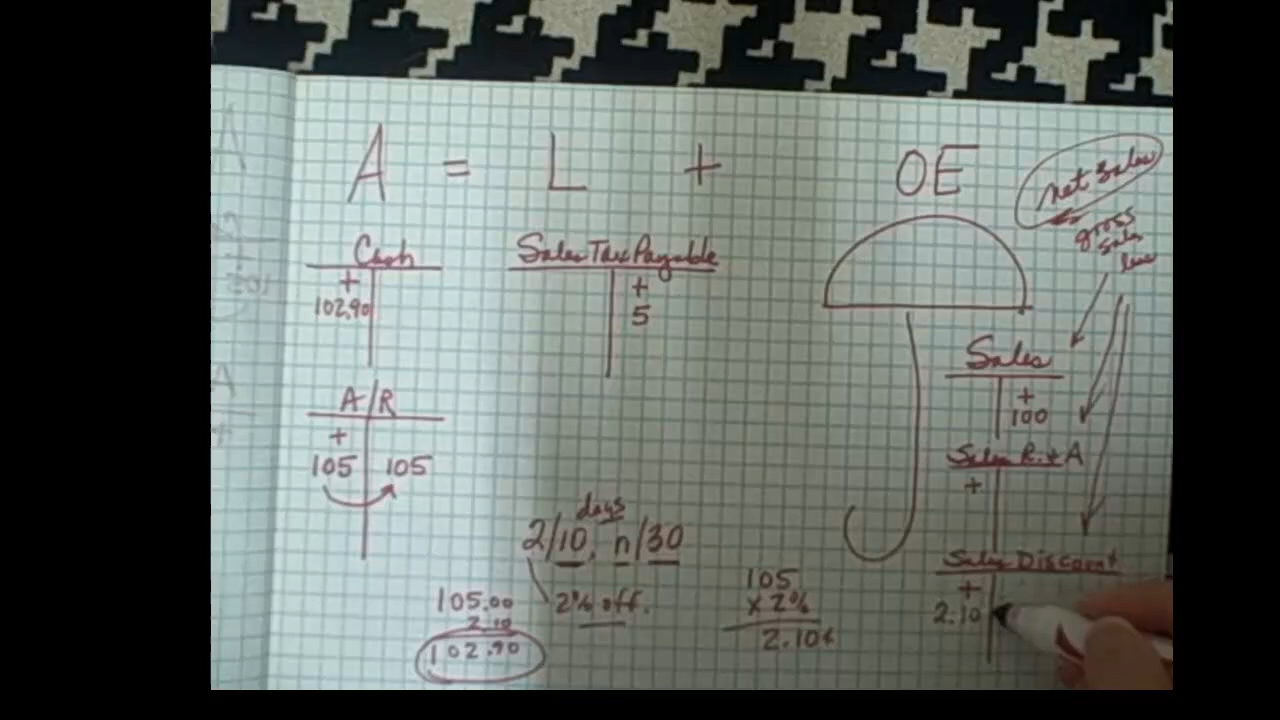 A = L + OE
net Sales
gross
sales
less
Cash
+
102.90
Sales Tax Payable
+
5
Sales
+
100
A/R
+
105 105
Sales R. + A
+
days
2/10, n/30
2% off.
105.00
2.10
102.90
105
x 2%
2.10¢
Sales Discount
+
2.10